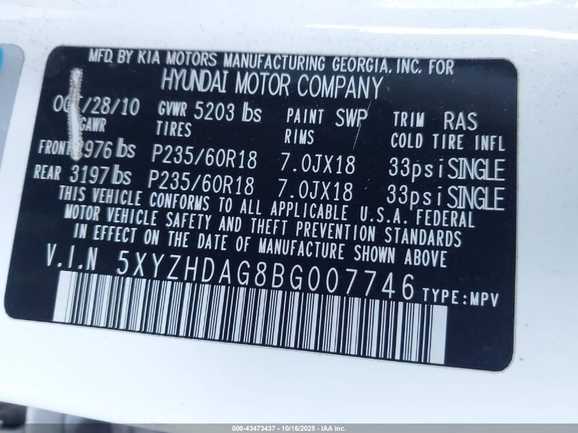 MFD. BY KIA MOTORS MANUFACTURING GEORGIA, INC. FOR
HYUNDAI MOTOR COMPANY
/28/10 GVWR 5203 lbs PAINT SWP TRIM RAS
GAWR TIRES RIMS COLD TIRE INFL
FRONT 976 lbs P235/60R18 7.0JX18 33psi SINGLE
REAR 3197 lbs P235/60R18 7.0JX18 33psi SINGLE
THIS VEHICLE CONFORMS TO ALL APPLICABLE U.S.A. FEDERAL
MOTOR VEHICLE SAFETY AND THEFT PREVENTION STANDARDS
IN EFFECT ON THE DATE OF MANUFACTURE SHOWN ABOVE
V.I.N 5XYZHDAG8BG007746 TYPE:MPV
000-43473437 - 10/16/2025 - IAA Inc.